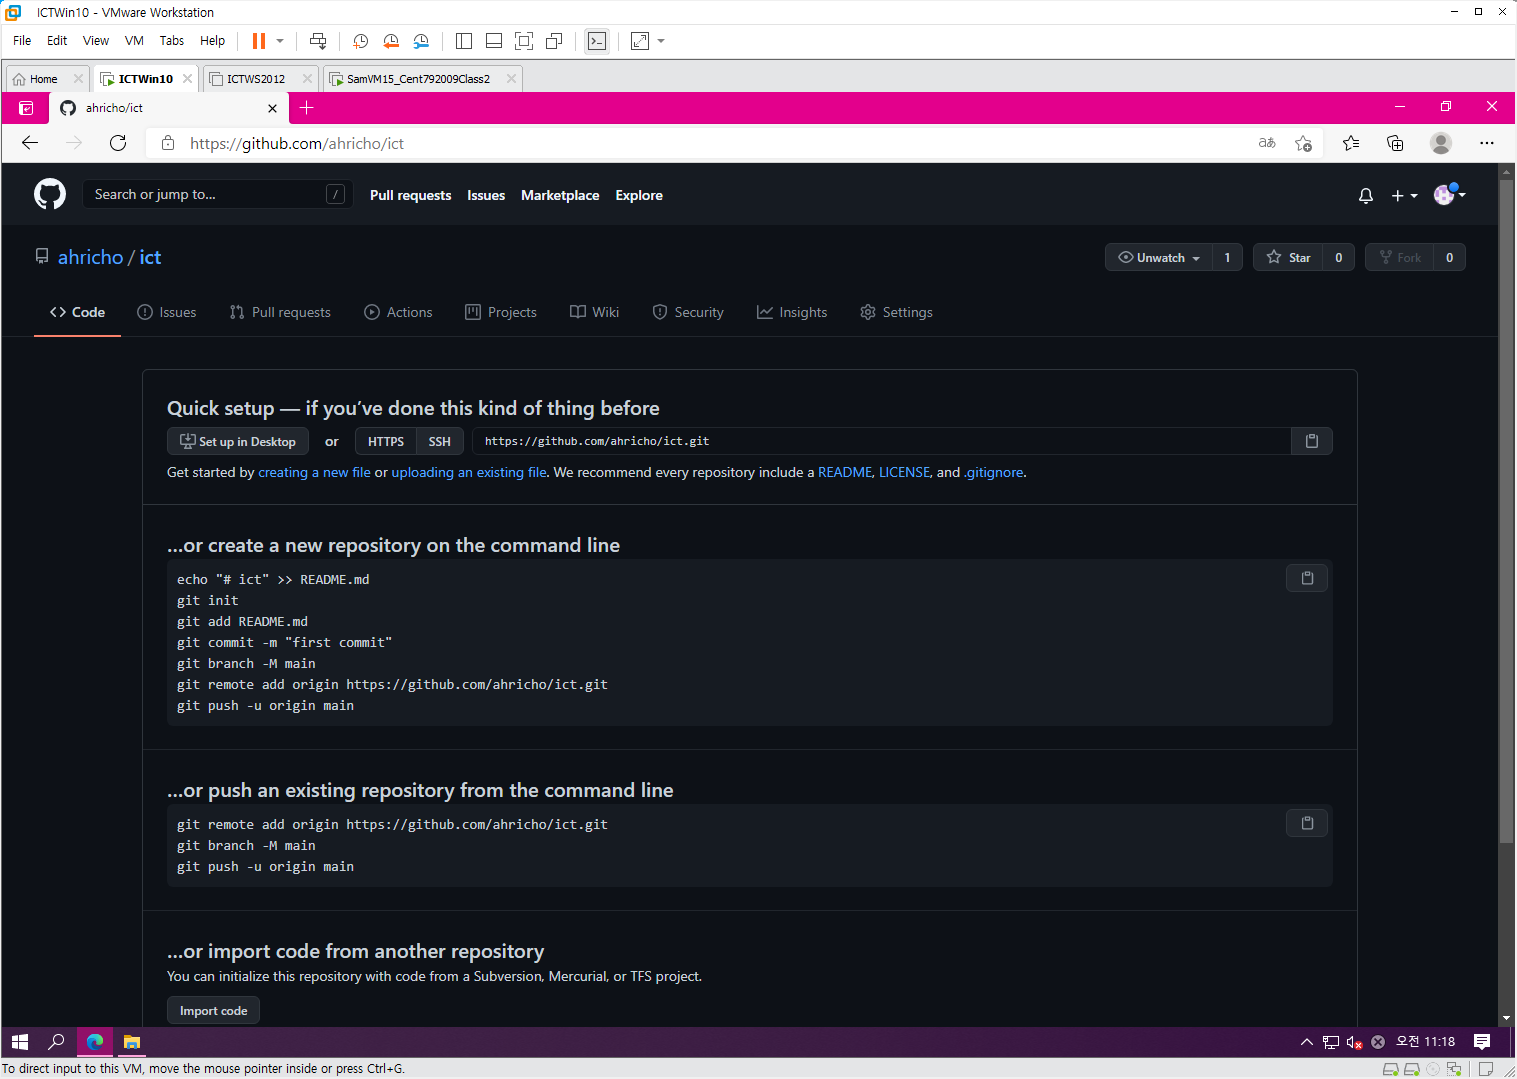 ICTWin10 - VMware Workstation
File Edit View VM Tabs Help
Home ICTWin10 ICTWS2012 SamVM15_Cent792009Class2
ahricho/ict
https://github.com/ahricho/ict
Search or jump to... / Pull requests Issues Marketplace Explore
ahricho / ict
Unwatch 1 Star 0 Fork 0
Code Issues Pull requests Actions Projects Wiki Security Insights Settings
Quick setup — if you’ve done this kind of thing before
Set up in Desktop or HTTPS SSH https://github.com/ahricho/ict.git
Get started by creating a new file or uploading an existing file. We recommend every repository include a README, LICENSE, and .gitignore.
…or create a new repository on the command line
echo "# ict" >> README.md
git init
git add README.md
git commit -m "first commit"
git branch -M main
git remote add origin https://github.com/ahricho/ict.git
git push -u origin main
…or push an existing repository from the command line
git remote add origin https://github.com/ahricho/ict.git
git branch -M main
git push -u origin main
…or import code from another repository
You can initialize this repository with code from a Subversion, Mercurial, or TFS project.
Import code
오전 11:18
To direct input to this VM, move the mouse pointer inside or press Ctrl+G.